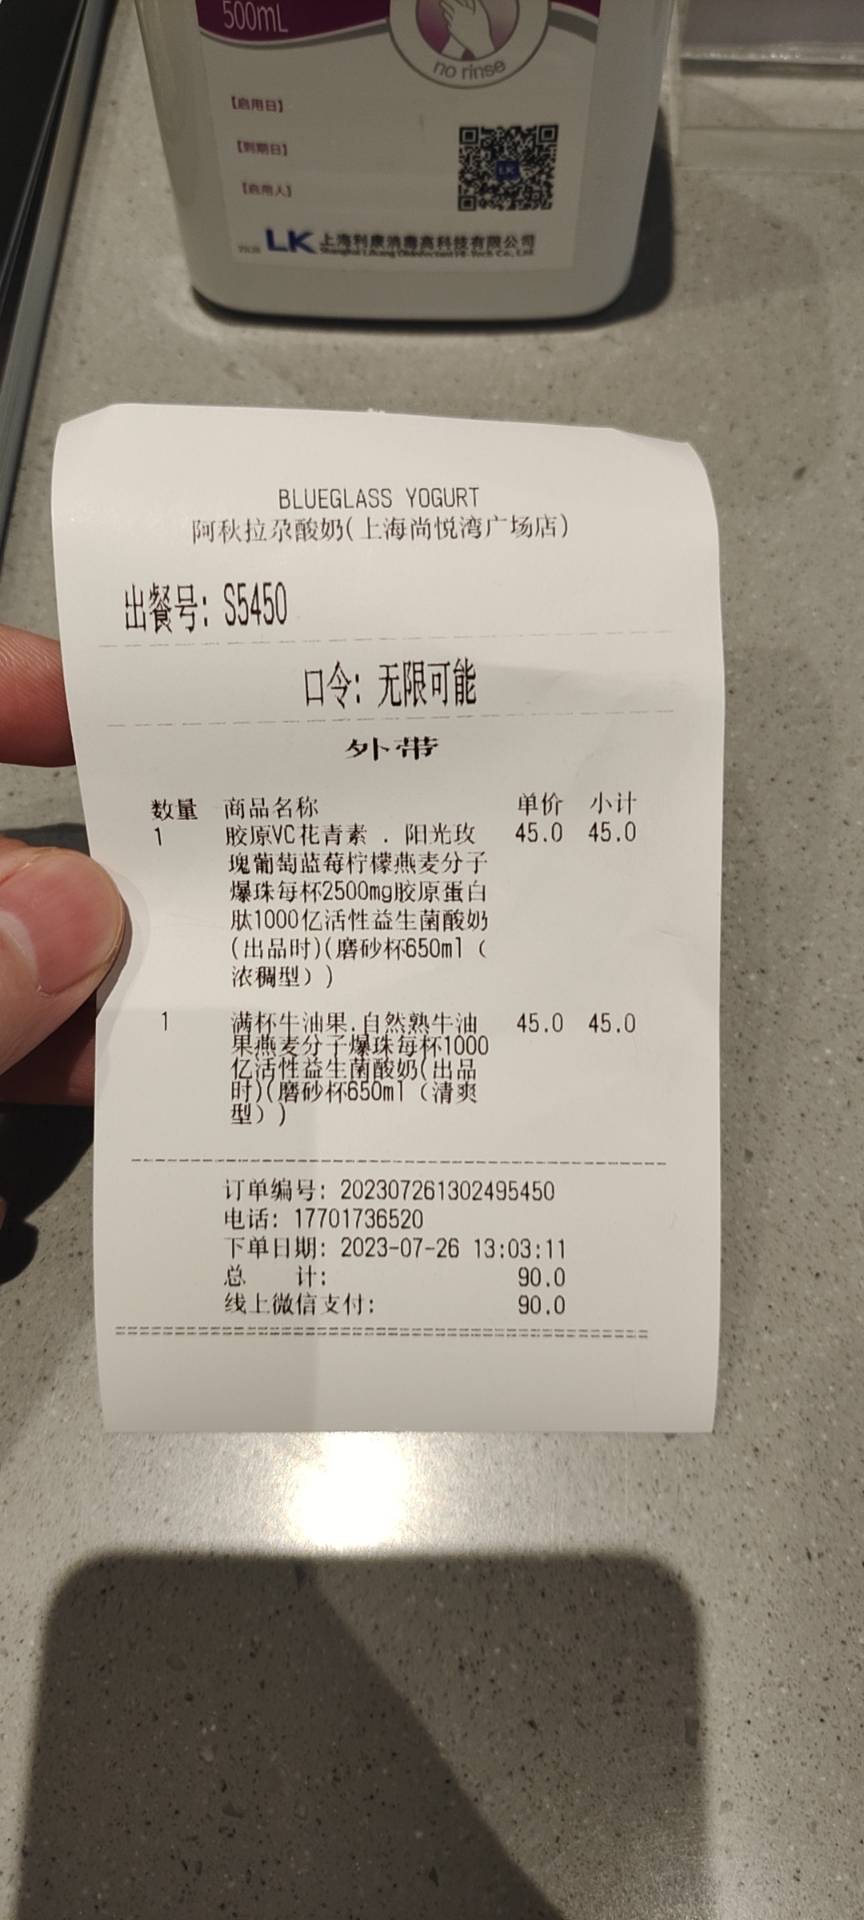 500mL
no rinse
【启用日】
【到期日】
【启用人】
LK
LK 上海利康消毒高科技有限公司
Shanghai Likang Disinfectant Hi-Tech Co., Ltd.
BLUEGLASS YOGURT
阿秋拉尕酸奶(上海尚悦湾广场店)
出餐号: S5450
口令: 无限可能
外带
数量 商品名称 单价 小计
1 胶原VC花青素 . 阳光玫 45.0 45.0
瑰葡萄蓝莓柠檬燕麦分子
爆珠每杯2500mg胶原蛋白
肽1000亿活性益生菌酸奶
(出品时)(磨砂杯650ml（
浓稠型）)
1 满杯牛油果.自然熟牛油 45.0 45.0
果燕麦分子爆珠每杯1000
亿活性益生菌酸奶(出品
时)(磨砂杯650ml（清爽
型）)
订单编号: 202307261302495450
电话: 17701736520
下单日期: 2023-07-26 13:03:11
总 计: 90.0
线上微信支付: 90.0